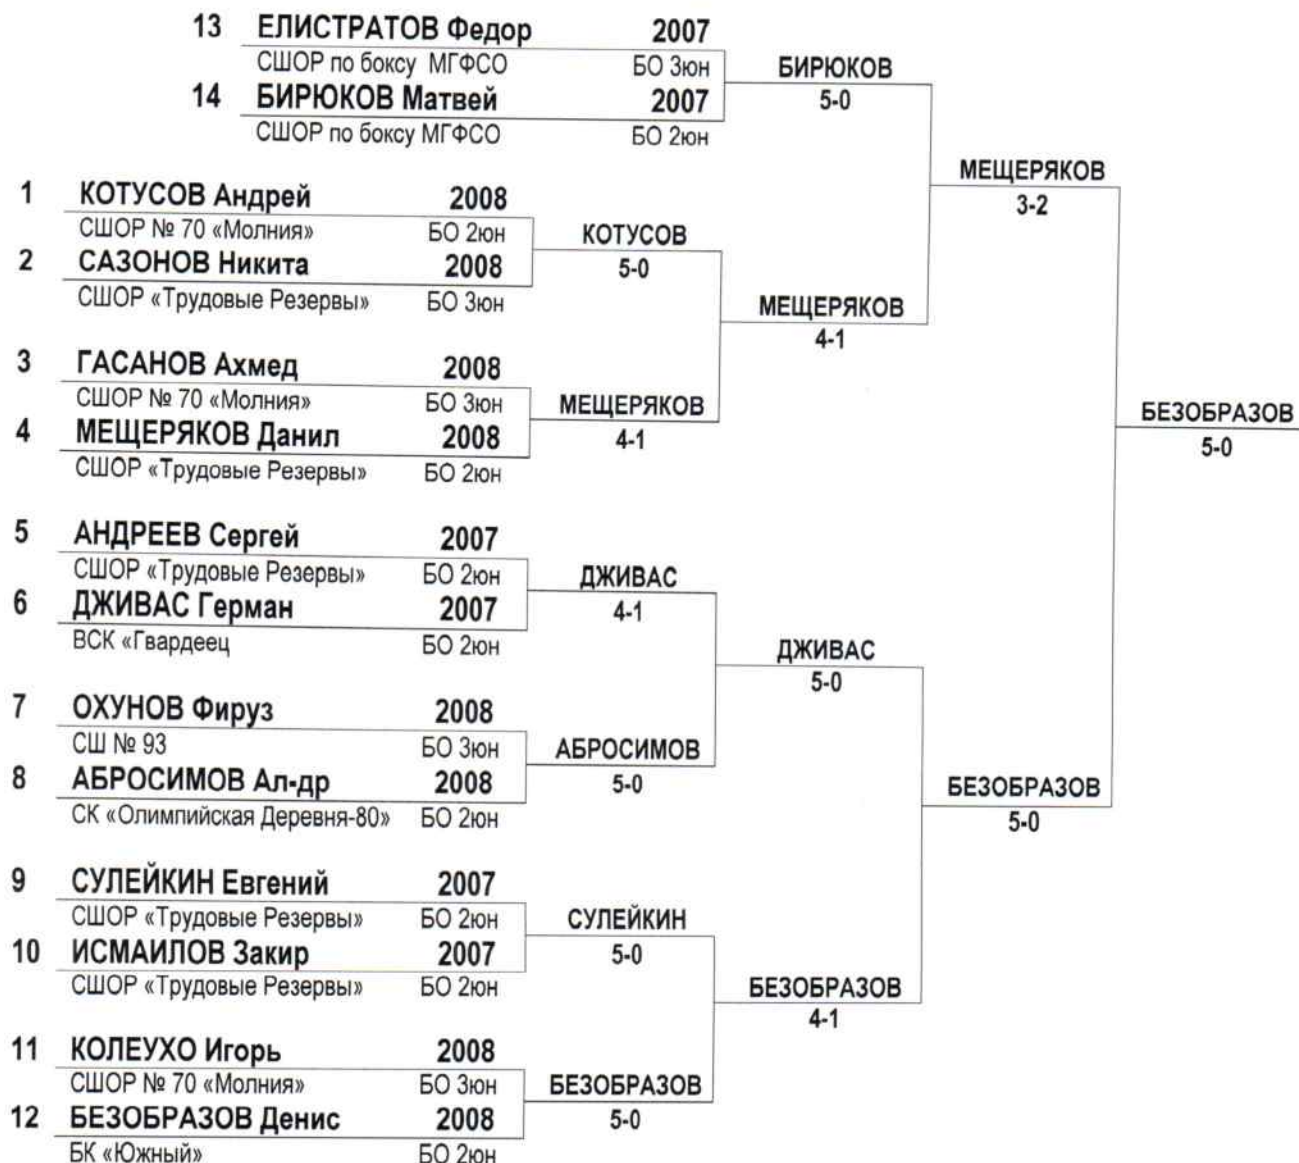 13 ЕЛИСТРАТОВ Федор 2007
СШОР по боксу МГФСО БО 3юн
БИРЮКОВ
5-0
14 БИРЮКОВ Матвей 2007
СШОР по боксу МГФСО БО 2юн
МЕЩЕРЯКОВ
3-2
1 КОТУСОВ Андрей 2008
СШОР № 70 «Молния» БО 2юн
КОТУСОВ
5-0
2 САЗОНОВ Никита 2008
СШОР «Трудовые Резервы» БО 3юн
МЕЩЕРЯКОВ
4-1
3 ГАСАНОВ Ахмед 2008
СШОР № 70 «Молния» БО 3юн
МЕЩЕРЯКОВ
4-1
4 МЕЩЕРЯКОВ Данил 2008
СШОР «Трудовые Резервы» БО 2юн
БЕЗОБРАЗОВ
5-0
5 АНДРЕЕВ Сергей 2007
СШОР «Трудовые Резервы» БО 2юн
ДЖИВАС
4-1
6 ДЖИВАС Герман 2007
ВСК «Гвардеец БО 2юн
ДЖИВАС
5-0
7 ОХУНОВ Фируз 2008
СШ № 93 БО 3юн
АБРОСИМОВ
5-0
8 АБРОСИМОВ Ал-др 2008
СК «Олимпийская Деревня-80» БО 2юн
БЕЗОБРАЗОВ
5-0
9 СУЛЕЙКИН Евгений 2007
СШОР «Трудовые Резервы» БО 2юн
СУЛЕЙКИН
5-0
10 ИСМАИЛОВ Закир 2007
СШОР «Трудовые Резервы» БО 2юн
БЕЗОБРАЗОВ
4-1
11 КОЛЕУХО Игорь 2008
СШОР № 70 «Молния» БО 3юн
БЕЗОБРАЗОВ
5-0
12 БЕЗОБРАЗОВ Денис 2008
БК «Южный» БО 2юн